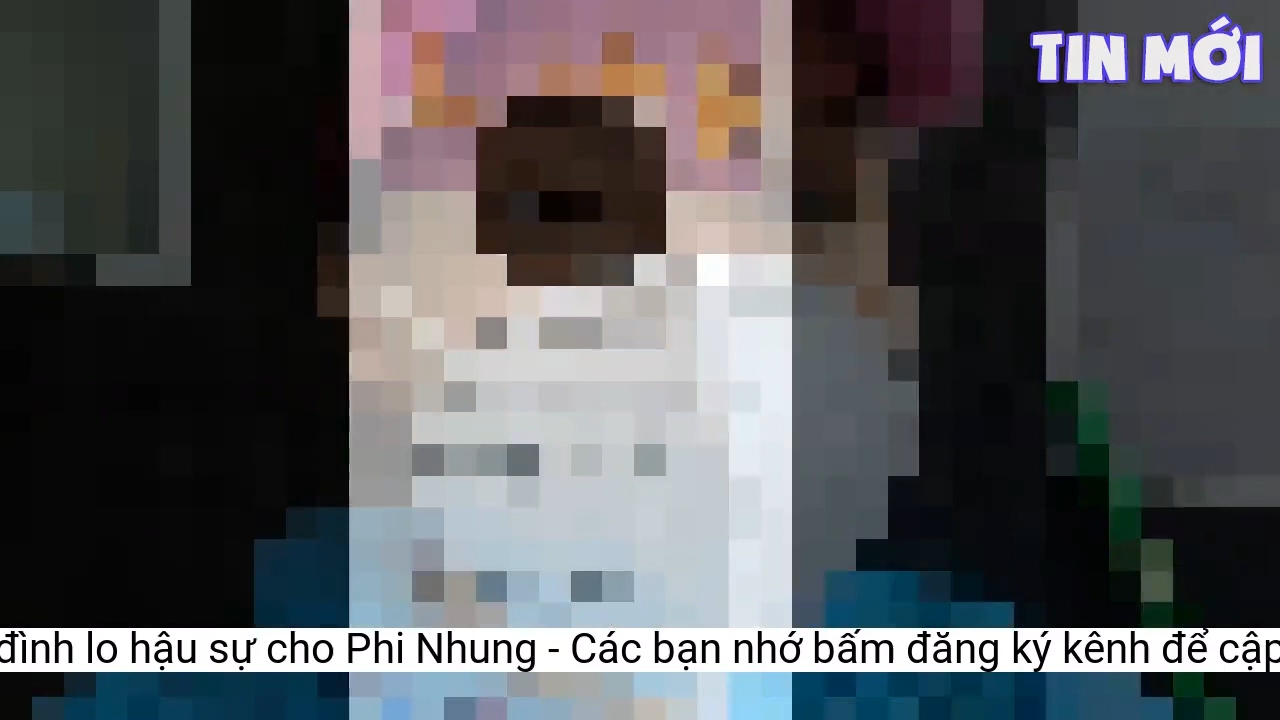 TIN MỚI
đình lo hậu sự cho Phi Nhung - Các bạn nhớ bấm đăng ký kênh để cập